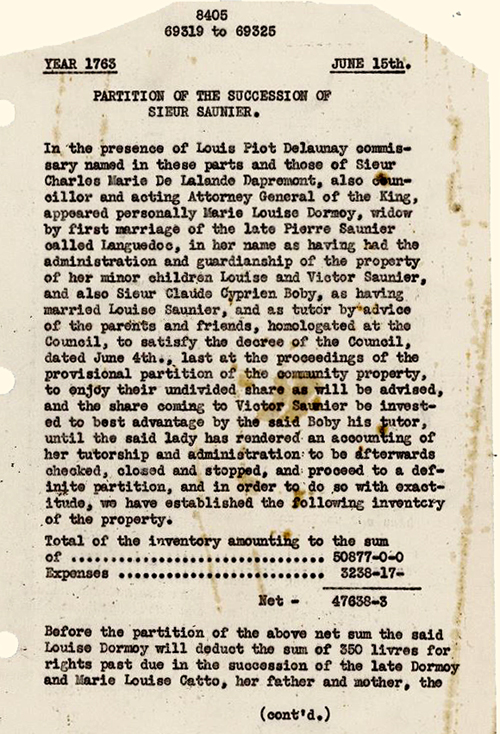 8405
69319 to 69325
YEAR 1763 JUNE 15th.
PARTITION OF THE SUCCESSION OF
SIEUR SAUNIER.
In the presence of Louis Piot Delaunay commis-
sary named in these parts and those of Sieur
Charles Marie De Lalande Dapremont, also coun-
cillor and acting Attorney General of the King,
appeared personally Marie Louise Dormoy, widow
by first marriage of the late Pierre Saunier
called Languedoc, in her name as having had the
administration and guardianship of the property
of her minor children Louise and Victor Saunier,
and also Sieur Claude Cyprien Boby, as having
married Louise Saunier, and as tutor by advice
of the parents and friends, homologated at the
Council, to satisfy the decree of the Council,
dated June 4th., last at the proceedings of the
provisional partition of the community property,
to enjoy their undivided share as will be advised,
and the share coming to Victor Saunier be invest-
ed to best advantage by the said Boby his tutor,
until the said lady has rendered an accounting of
her tutorship and administration to be afterwards
checked, closed and stopped, and proceed to a def-
inite partition, and in order to do so with exact-
itude, we have established the following inventory
of the property.
Total of the inventory amounting to the sum
of .............................. 50877-0-0
Expenses ........................ 3238-17-
Net - 47638-3
Before the partition of the above net sum the said
Louise Dormoy will deduct the sum of 350 livres for
rights past due in the succession of the late Dormoy
and Marie Louise Catto, her father and mother, the
(cont'd.)